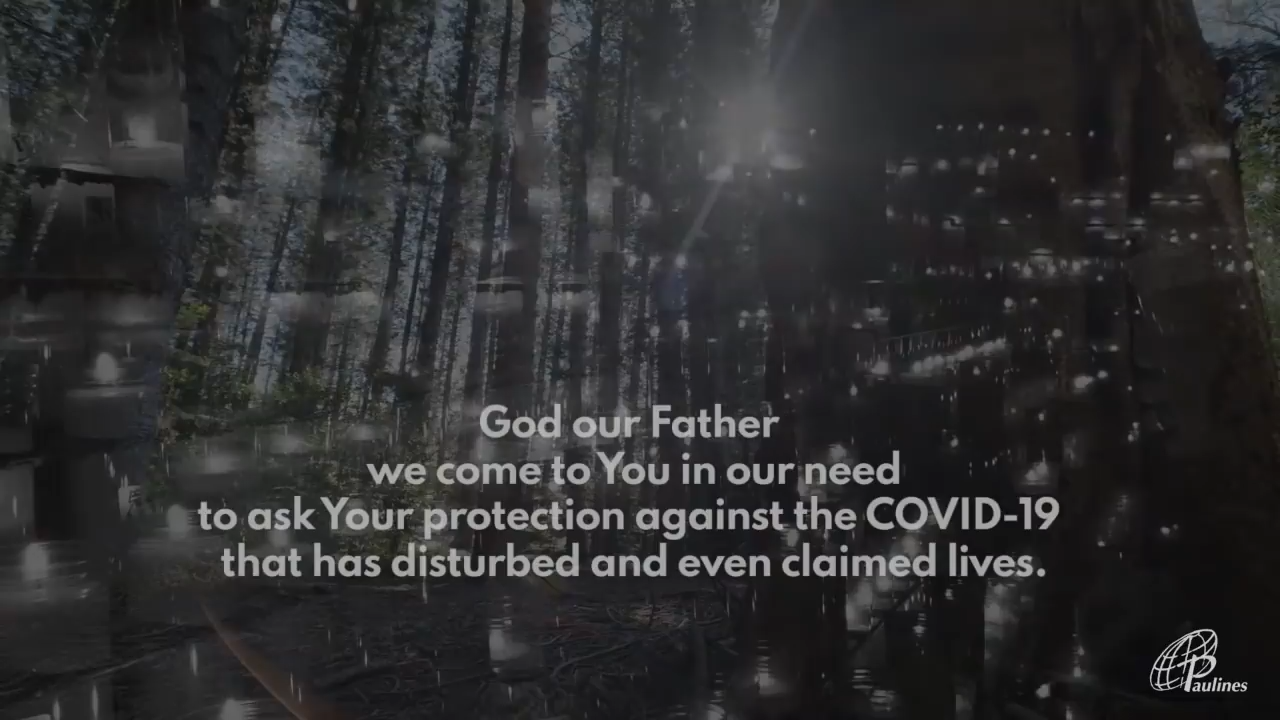 God our Father
we come to You in our need
to ask Your protection against the COVID-19
that has disturbed and even claimed lives.
Paulines